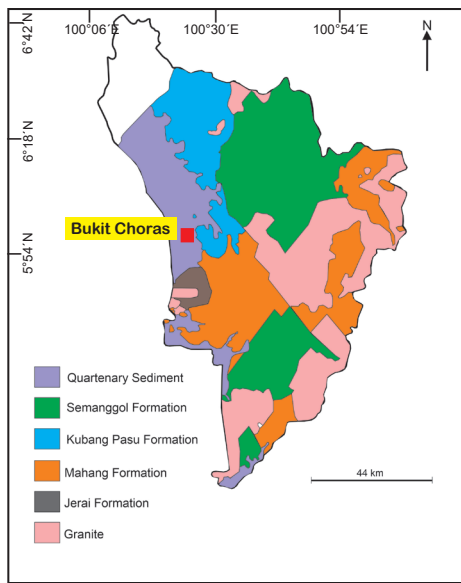 100°06′E 100°30′E 100°54′E
N
6°42′
6°18′N
5°54′N
Bukit Choras
Quartenary Sediment
Semanggol Formation
Kubang Pasu Formation
Mahang Formation
Jerai Formation
Granite
44 km